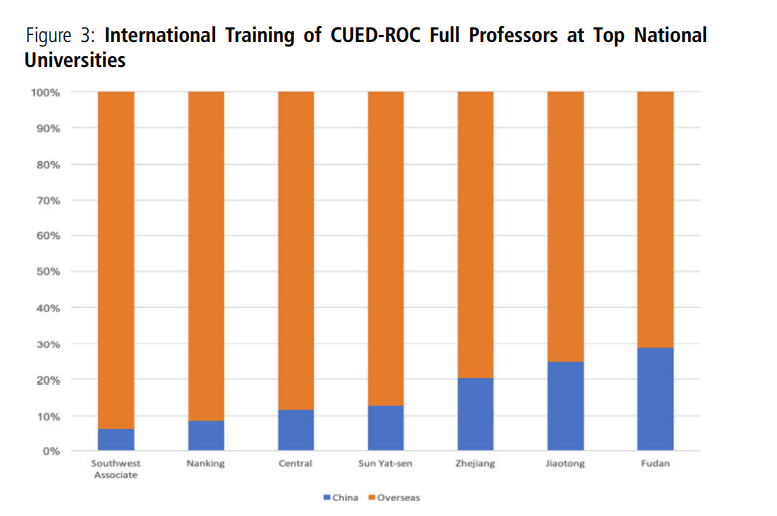 Figure 3: International Training of CUED-ROC Full Professors at Top National
Universities
100%
90%
80%
70%
60%
50%
40%
30%
20%
10%
0%
Southwest Associate
Nanking
Central
Sun Yat-sen
Zhejiang
Jiaotong
Fudan
China
Overseas